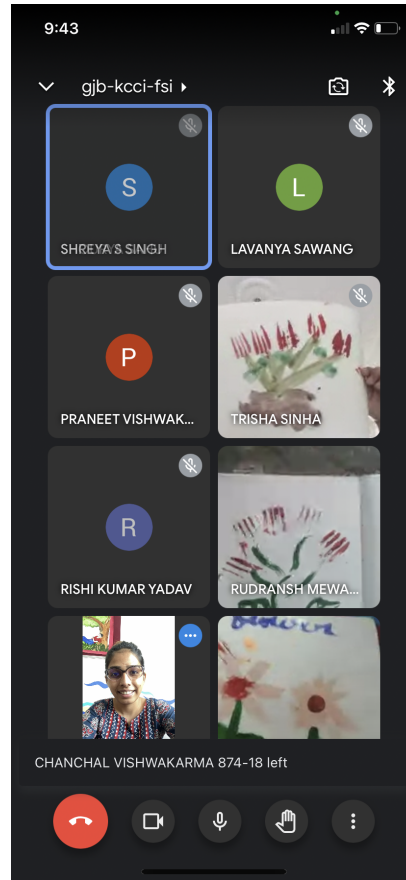 9:43
gjb-kcci-fsi
S
L
SHREYA S SINGH
LAVANYA SAWANG
P
PRANEET VISHWAK...
TRISHA SINHA
R
RISHI KUMAR YADAV
RUDRANSH MEWA...
CHANCHAL VISHWAKARMA 874-18 left